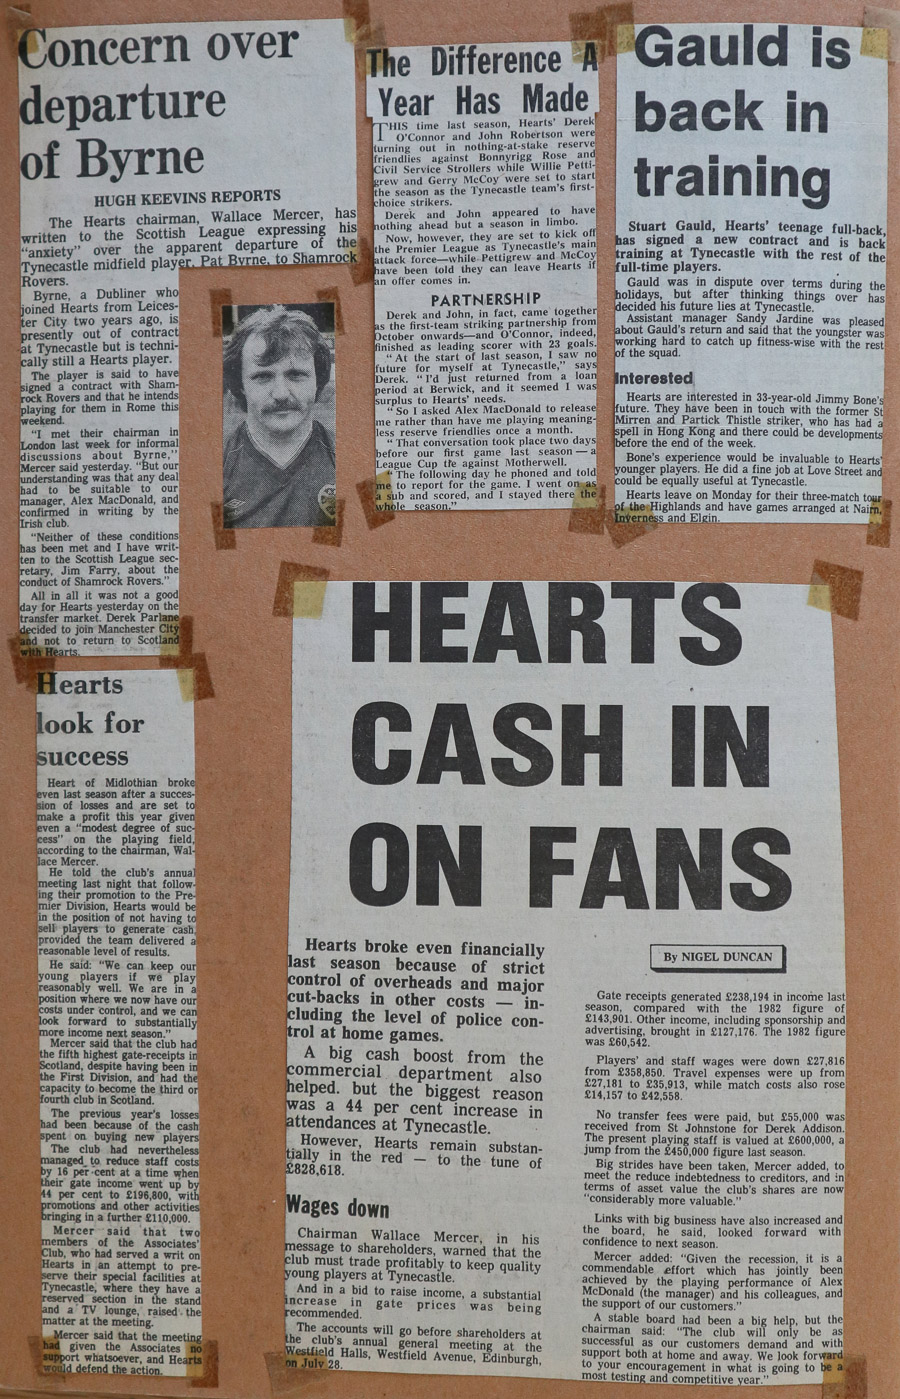 Concern over
departure
of Byrne
HUGH KEEVINS REPORTS
The Hearts chairman, Wallace Mercer, has
written to the Scottish League expressing his
"anxiety" over the apparent departure of the
Tynecastle midfield player, Pat Byrne, to Shamrock
Rovers.
Byrne, a Dubliner who
joined Hearts from Leices-
ter City two years ago, is
presently out of contract
at Tynecastle but is techni-
cally still a Hearts player.
The player is said to have
signed a contract with Sham-
rock Rovers and that he intends
playing for them in Rome this
weekend.
"I met their chairman in
London last week for informal
discussions about Byrne,"
Mercer said yesterday. "But our
understanding was that any deal
had to be suitable to our
manager, Alex MacDonald, and
confirmed in writing by the
Irish club.
"Neither of these conditions
has been met and I have writ-
ten to the Scottish League sec-
retary, Jim Farry, about the
conduct of Shamrock Rovers."
All in all it was not a good
day for Hearts yesterday on the
transfer market. Derek Parlane
decided to join Manchester City
and not to return to Scotland
with Hearts.
The Difference A
Year Has Made
THIS time last season, Hearts' Derek
O'Connor and John Robertson were
turning out in nothing-at-stake reserve
friendlies against Bonnyrigg Rose and
Civil Service Strollers while Willie Petti-
grew and Gerry McCoy were set to start
the season as the Tynecastle team's first-
choice strikers.
Derek and John appeared to have
nothing ahead but a season in limbo.
Now, however, they are set to kick off
the Premier League as Tynecastle's main
attack force—while Pettigrew and McCoy
have been told they can leave Hearts if
an offer comes in.
PARTNERSHIP
Derek and John, in fact, came together
as the first-team striking partnership from
October onwards—and O'Connor, indeed,
finished as leading scorer with 23 goals.
"At the start of last season, I saw no
future for myself at Tynecastle," says
Derek. "I'd just returned from a loan
period at Berwick, and it seemed I was
surplus to Hearts' needs.
"So I asked Alex MacDonald to release
me rather than have me playing meaning-
less reserve friendlies once a month.
"That conversation took place two days
before our first game last season—a
League Cup tie against Motherwell.
"The following day he phoned and told
me to report for the game. I went on as
a sub and scored, and I stayed there the
whole season."
Gauld is
back in
training
Stuart Gauld, Hearts' teenage full-back,
has signed a new contract and is back
training at Tynecastle with the rest of the
full-time players.
Gauld was in dispute over terms during the
holidays, but after thinking things over has
decided his future lies at Tynecastle.
Assistant manager Sandy Jardine was pleased
about Gauld's return and said that the youngster was
working hard to catch up fitness-wise with the rest
of the squad.
Interested
Hearts are interested in 33-year-old Jimmy Bone's
future. They have been in touch with the former St
Mirren and Partick Thistle striker, who has had a
spell in Hong Kong and there could be developments
before the end of the week.
Bone's experience would be invaluable to Hearts'
younger players. He did a fine job at Love Street and
could be equally useful at Tynecastle.
Hearts leave on Monday for their three-match tour
of the Highlands and have games arranged at Nairn,
Inverness and Elgin.
Hearts
look for
success
Heart of Midlothian broke
even last season after a succes-
sion of losses and are set to
make a profit this year given
even a "modest degree of suc-
cess" on the playing field,
according to the chairman, Wal-
lace Mercer.
He told the club's annual
meeting last night that follow-
ing their promotion to the Pre-
mier Division, Hearts would be
in the position of not having to
sell players to generate cash,
provided the team delivered a
reasonable level of results.
He said: "We can keep our
young players if we play
reasonably well. We are in a
position where we now have our
costs under control, and we can
look forward to substantially
more income next season."
Mercer said that the club had
the fifth highest gate-receipts in
Scotland, despite having been in
the First Division, and had the
capacity to become the third or
fourth club in Scotland.
The previous year's losses
had been because of the cash
spent on buying new players
The club had nevertheless
managed to reduce staff costs
by 16 per cent at a time when
their gate income went up by
44 per cent to £196,800, with
promotions and other activities
bringing in a further £110,000.
Mercer said that two
members of the Associates'
Club, who had served a writ on
Hearts in an attempt to pre-
serve their special facilities at
Tynecastle, where they have a
reserved section in the stand
and a TV lounge, raised the
matter at the meeting.
Mercer said that the meeting
had given the Associates no
support whatsoever, and Hearts
would defend the action.
HEARTS
CASH IN
ON FANS
Hearts broke even financially
last season because of strict
control of overheads and major
cut-backs in other costs — in-
cluding the level of police con-
trol at home games.
A big cash boost from the
commercial department also
helped. but the biggest reason
was a 44 per cent increase in
attendances at Tynecastle.
However, Hearts remain substan-
tially in the red — to the tune of
£828,618.
Wages down
Chairman Wallace Mercer, in his
message to shareholders, warned that the
club must trade profitably to keep quality
young players at Tynecastle.
And in a bid to raise income, a substantial
increase in gate prices was being
recommended.
The accounts will go before shareholders at
the club's annual general meeting at the
Westfield Halls, Westfield Avenue, Edinburgh,
on July 28.
By NIGEL DUNCAN
Gate receipts generated £238,194 in income last
season, compared with the 1982 figure of
£143,901. Other income, including sponsorship and
advertising, brought in £127,176. The 1982 figure
was £60,542.
Players' and staff wages were down £27,816
from £358,850. Travel expenses were up from
£27,181 to £35,913, while match costs also rose
£14,157 to £42,558.
No transfer fees were paid, but £55,000 was
received from St Johnstone for Derek Addison.
The present playing staff is valued at £600,000, a
jump from the £450,000 figure last season.
Big strides have been taken, Mercer added, to
meet the reduce indebtedness to creditors, and in
terms of asset value the club's shares are now
"considerably more valuable."
Links with big business have also increased and
the board, he said, looked forward with
confidence to next season.
Mercer added: "Given the recession, it is a
commendable effort which has jointly been
achieved by the playing performance of Alex
McDonald (the manager) and his colleagues, and
the support of our customers."
A stable board had been a big help, but the
chairman said: "The club will only be as
successful as our customers demand and with
support both at home and away. We look forward
to your encouragement in what is going to be a
most testing and competitive year."